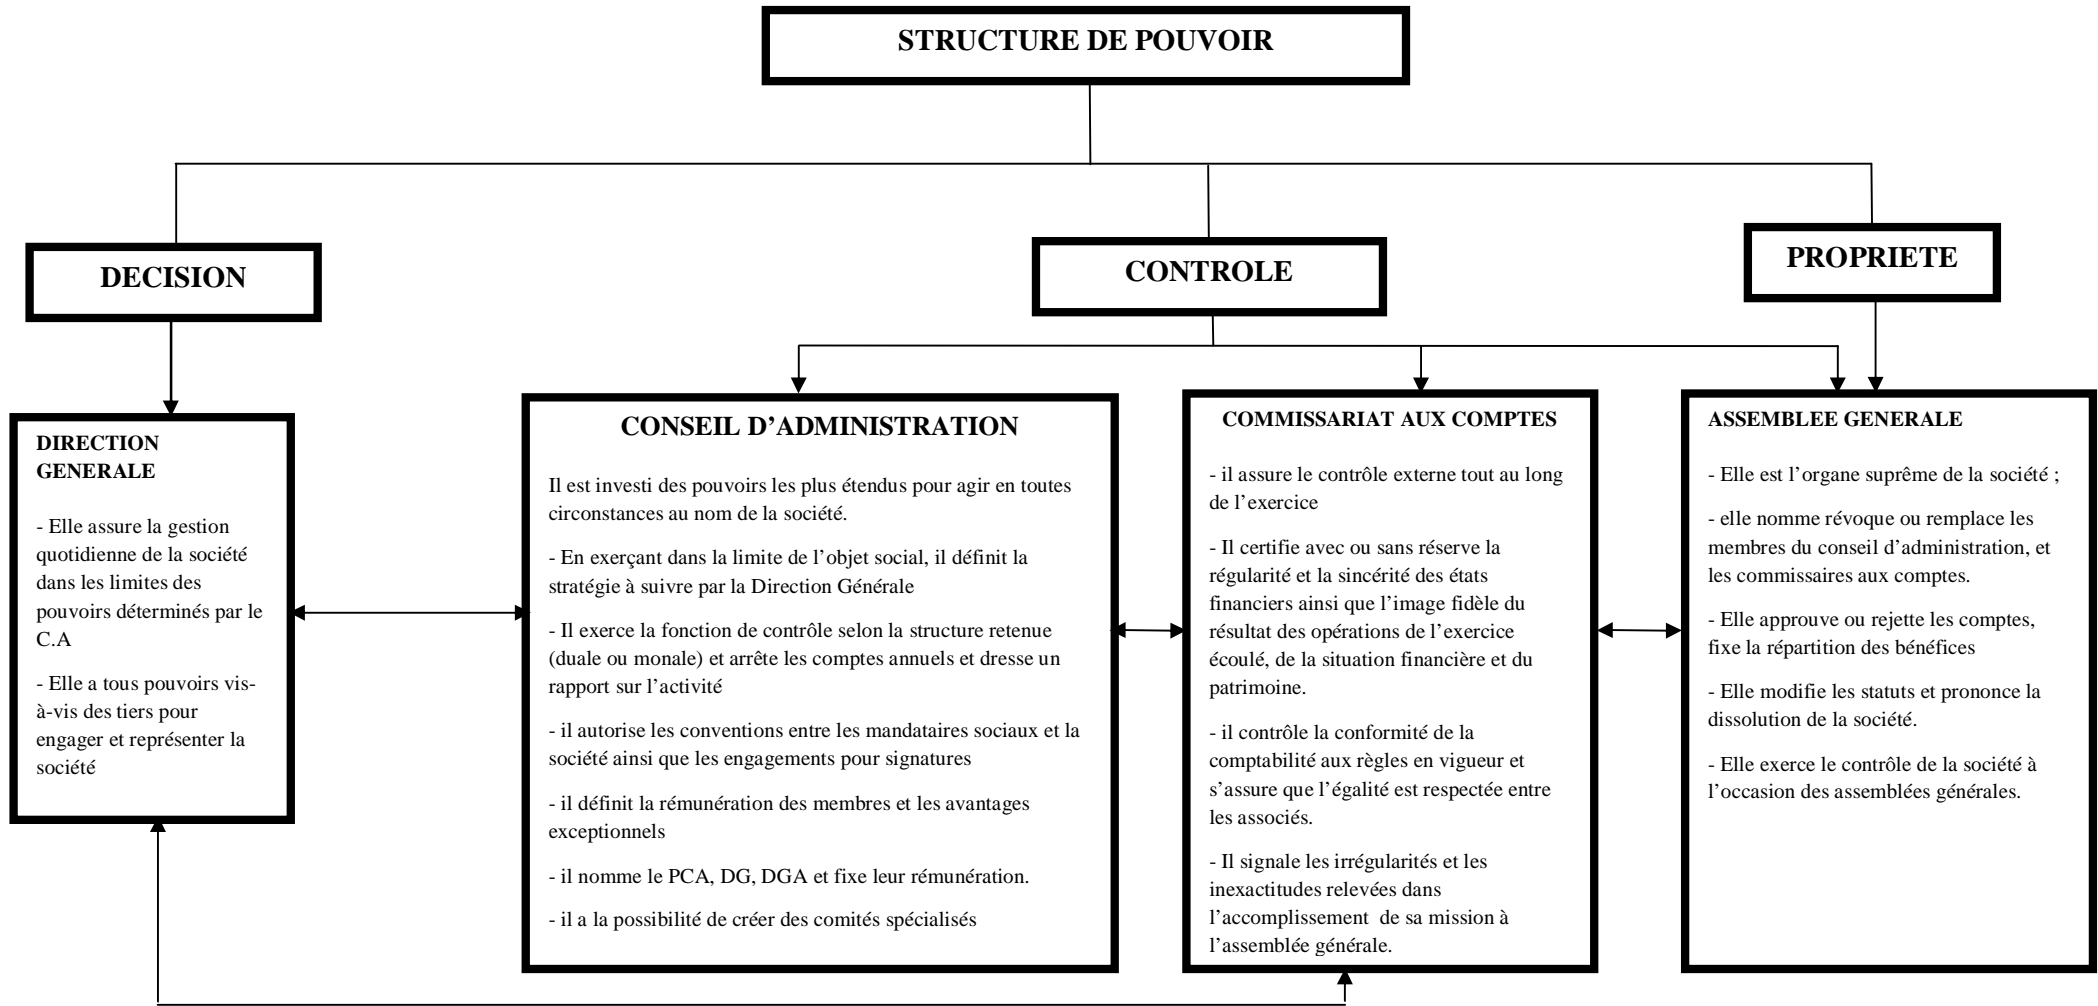 STRUCTURE DE POUVOIR
DECISION
CONTROLE
PROPRIETE
DIRECTION
GENERALE
- Elle assure la gestion
quotidienne de la société
dans les limites des
pouvoirs déterminés par le
C.A
- Elle a tous pouvoirs vis-
à-vis des tiers pour
engager et représenter la
société
CONSEIL D’ADMINISTRATION
Il est investi des pouvoirs les plus étendus pour agir en toutes
circonstances au nom de la société.
- En exerçant dans la limite de l’objet social, il définit la
stratégie à suivre par la Direction Générale
- Il exerce la fonction de contrôle selon la structure retenue
(duale ou monale) et arrête les comptes annuels et dresse un
rapport sur l’activité
- il autorise les conventions entre les mandataires sociaux et la
société ainsi que les engagements pour signatures
- il définit la rémunération des membres et les avantages
exceptionnels
- il nomme le PCA, DG, DGA et fixe leur rémunération.
- il a la possibilité de créer des comités spécialisés
COMMISSARIAT AUX COMPTES
- il assure le contrôle externe tout au long
de l’exercice
- Il certifie avec ou sans réserve la
régularité et la sincérité des états
financiers ainsi que l’image fidèle du
résultat des opérations de l’exercice
écoulé, de la situation financière et du
patrimoine.
- il contrôle la conformité de la
comptabilité aux règles en vigueur et
s’assure que l’égalité est respectée entre
les associés.
- Il signale les irrégularités et les
inexactitudes relevées dans
l’accomplissement de sa mission à
l’assemblée générale.
ASSEMBLEE GENERALE
- Elle est l’organe suprême de la société ;
- elle nomme révoque ou remplace les
membres du conseil d’administration, et
les commissaires aux comptes.
- Elle approuve ou rejette les comptes,
fixe la répartition des bénéfices
- Elle modifie les statuts et prononce la
dissolution de la société.
- Elle exerce le contrôle de la société à
l’occasion des assemblées générales.